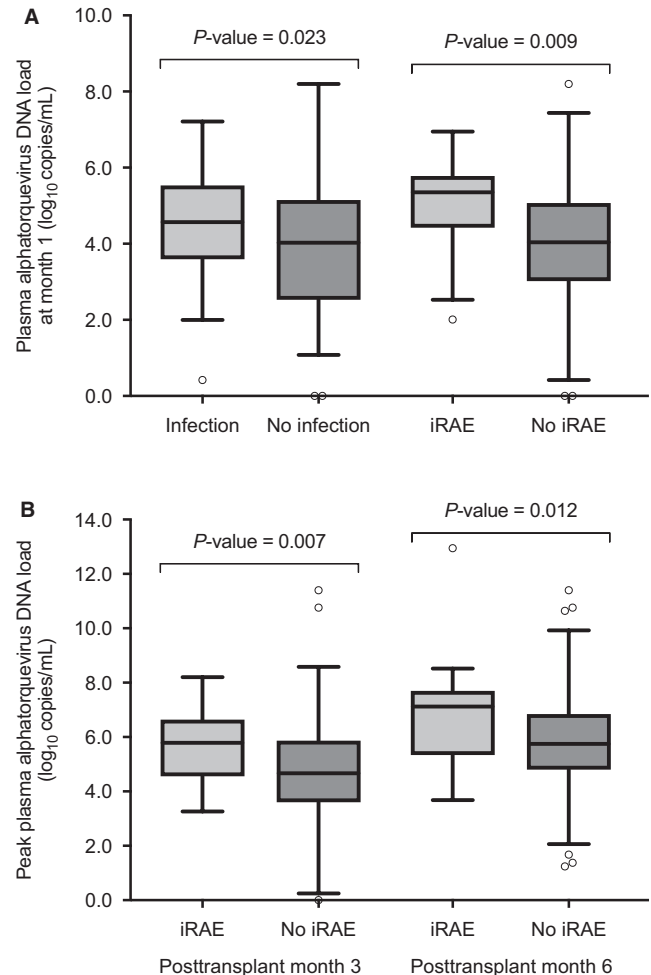 A
Plasma alphatorquevirus DNA load
at month 1 (log10 copies/mL)
10.0
8.0
6.0
4.0
2.0
0.0
P-value = 0.023
P-value = 0.009
Infection
No infection
iRAE
No iRAE
B
Peak plasma alphatorquevirus DNA load
(log10 copies/mL)
14.0
12.0
10.0
8.0
6.0
4.0
2.0
0.0
P-value = 0.007
P-value = 0.012
iRAE
No iRAE
iRAE
No iRAE
Posttransplant month 3
Posttransplant month 6